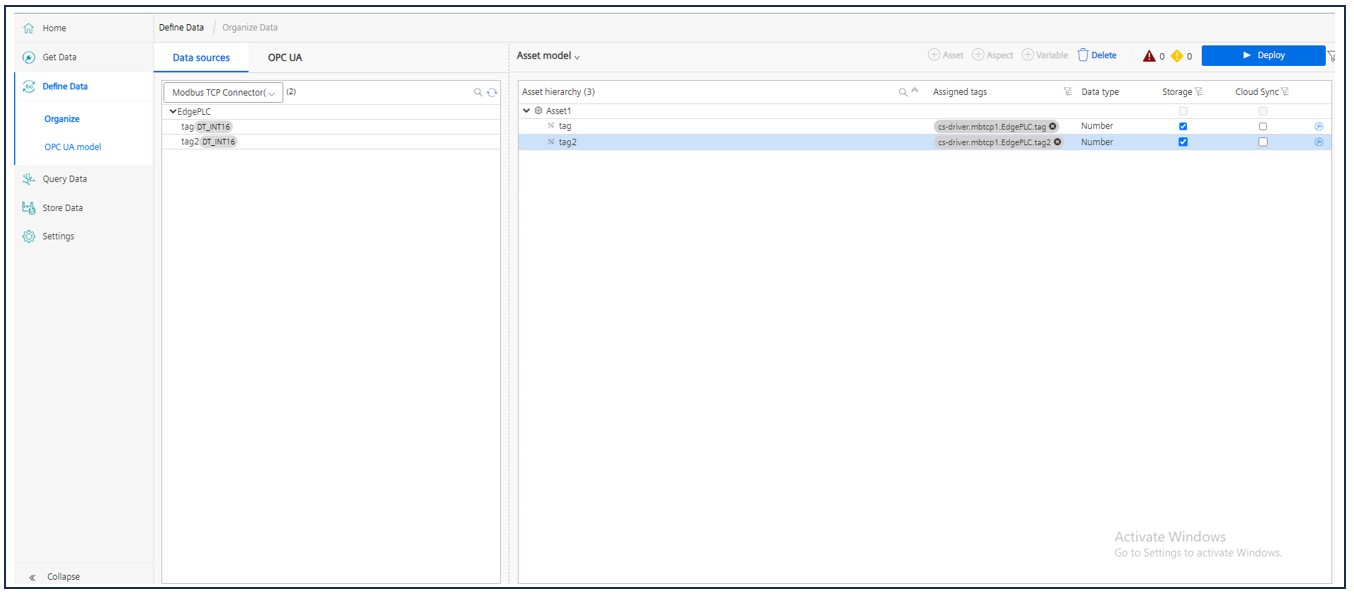 Home
Get Data
Define Data
Organize
OPC UA model
Query Data
Store Data
Settings
Collapse
Define Data / Organize Data
Data sources OPC UA
Modbus TCP Connector( (2)
EdgePLC
tag DT_INT16
tag2 DT_INT16
Asset model Asset Aspect Variable Delete 0 0 Deploy
Asset hierarchy (3) Assigned tags Data type Storage Cloud Sync
Asset1
tag cs-driver.mbtcp1.EdgePLC.tag Number
tag2 cs-driver.mbtcp1.EdgePLC.tag2 Number
Activate Windows
Go to Settings to activate Windows.